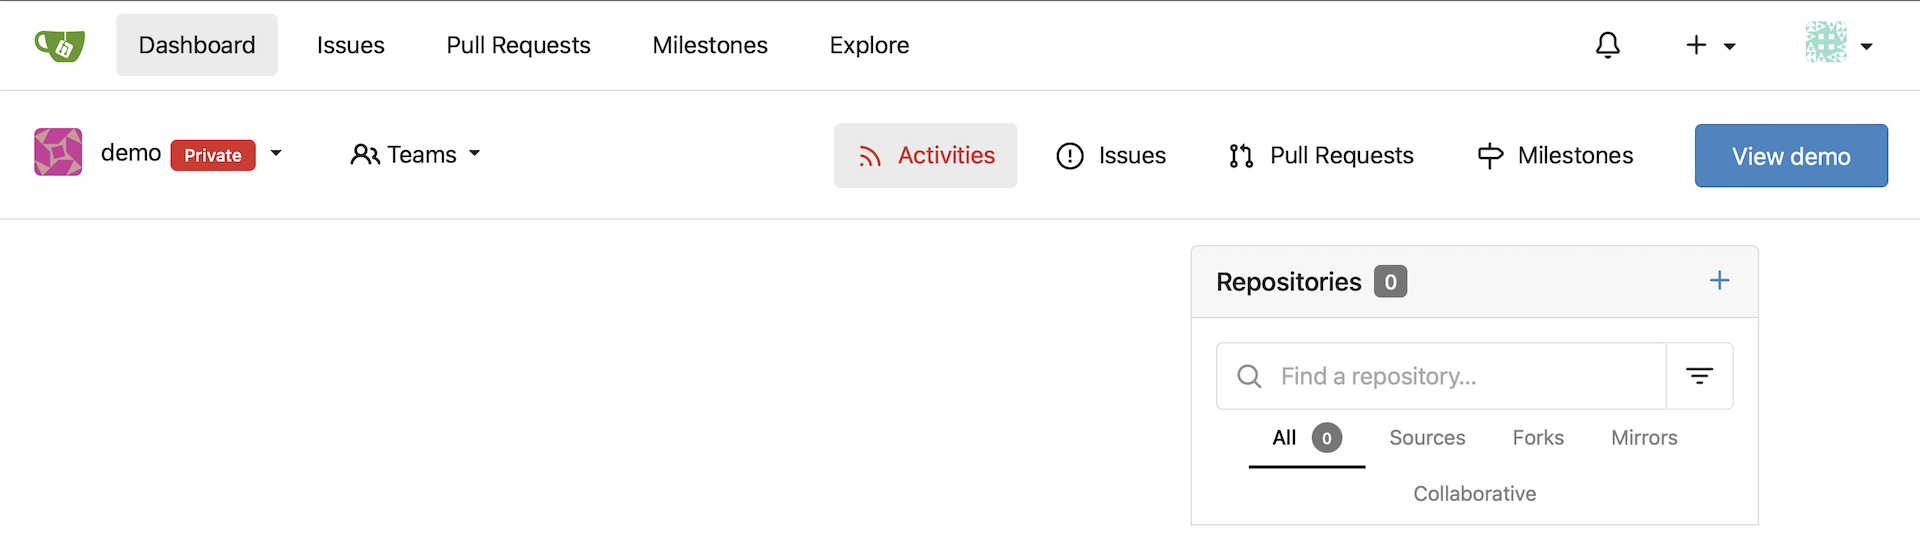 Dashboard Issues Pull Requests Milestones Explore
demo Private Teams Activities Issues Pull Requests Milestones View demo
Repositories 0
Find a repository...
All 0 Sources Forks Mirrors
Collaborative